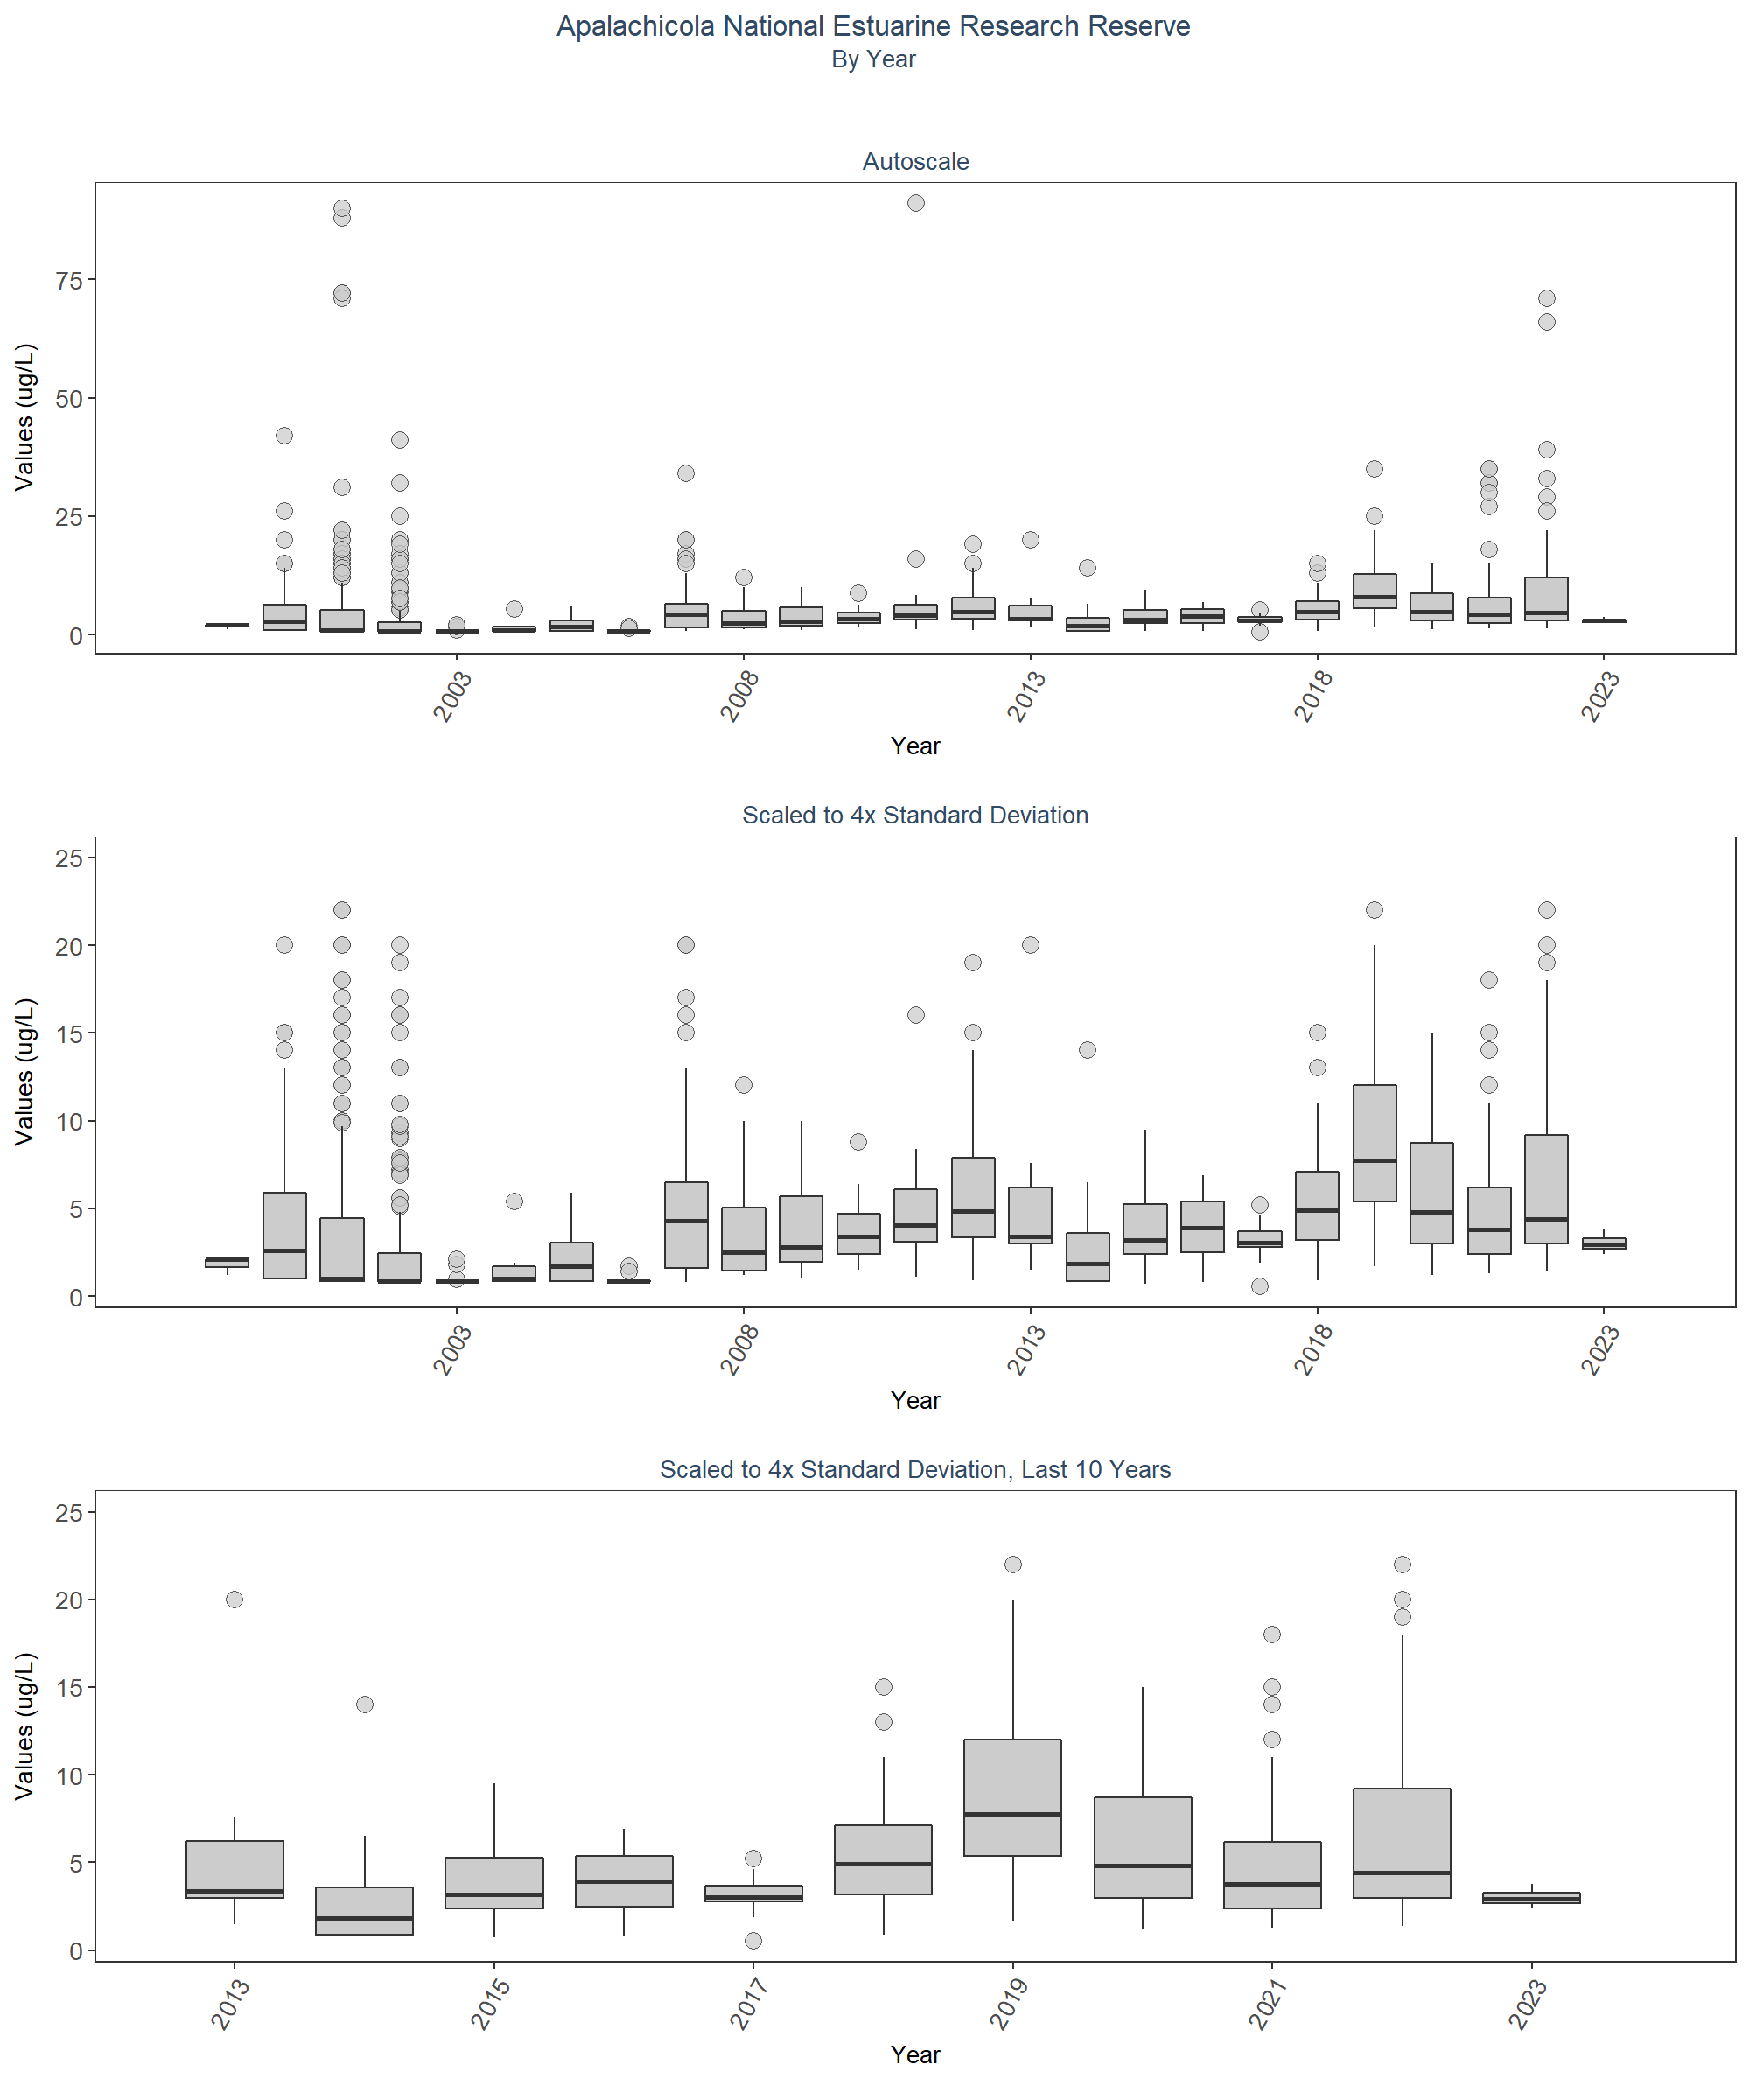 Apalachicola National Estuarine Research Reserve
By Year
Autoscale
Values (ug/L)
75
50
25
0
2003 2008 2013 2018 2023
Year
Scaled to 4x Standard Deviation
Values (ug/L)
25
20
15
10
5
0
2003 2008 2013 2018 2023
Year
Scaled to 4x Standard Deviation, Last 10 Years
Values (ug/L)
25
20
15
10
5
0
2013 2015 2017 2019 2021 2023
Year